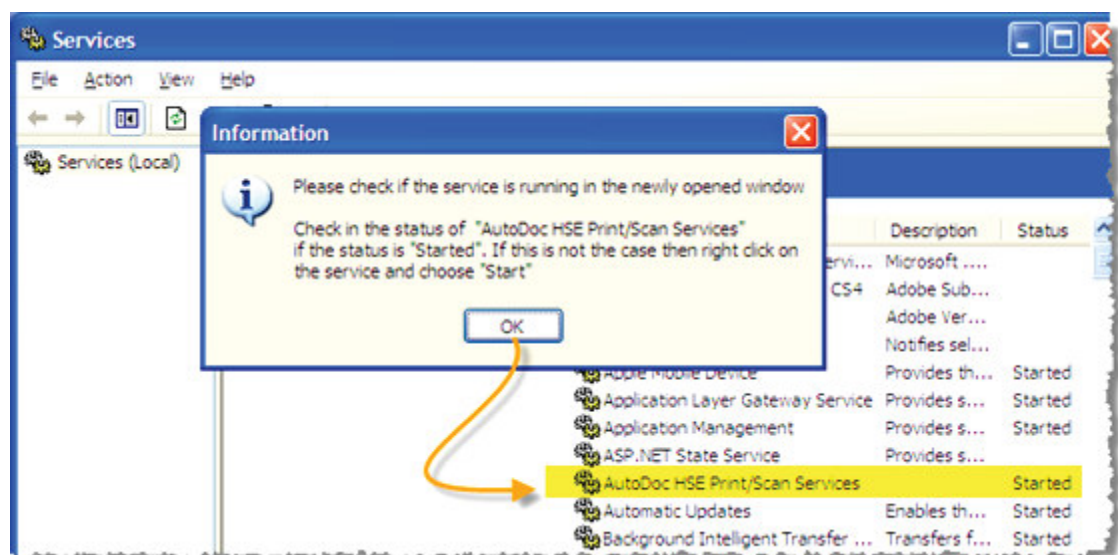 Services
File Action View Help
Information
Services (Local)
Please check if the service is running in the newly opened window
Check in the status of "AutoDoc HSE Print/Scan Services"
if the status is "Started". If this is not the case then right click on
the service and choose "Start"
OK
Description Status
ervi... Microsoft ....
CS4 Adobe Sub...
Adobe Ver...
Notifies sel...
Apple Mobile Device Provides th... Started
Application Layer Gateway Service Provides s... Started
Application Management Provides s... Started
ASP.NET State Service Provides s...
AutoDoc HSE Print/Scan Services Started
Automatic Updates Enables th... Started
Background Intelligent Transfer ... Transfers f... Started